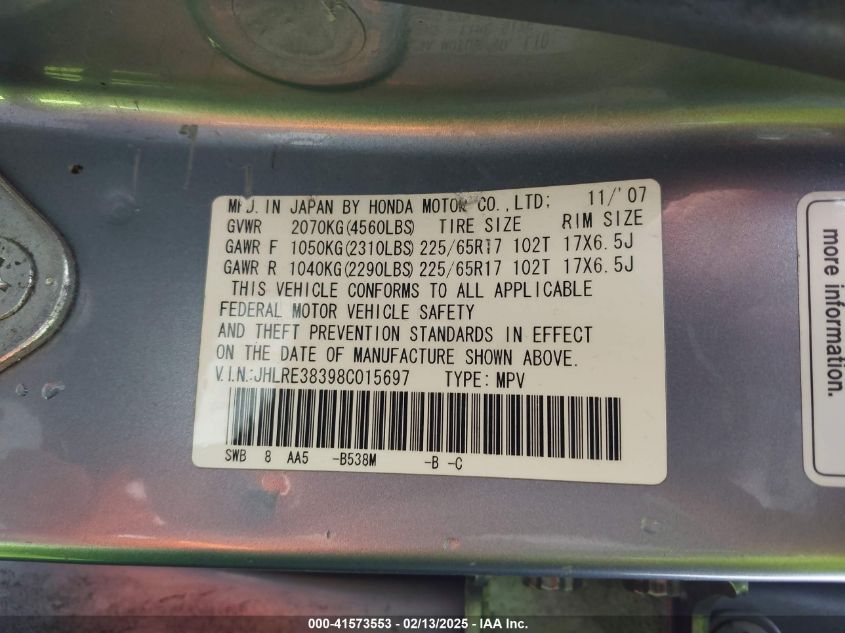 MFJ. IN JAPAN BY HONDA MOTOR CO.,LTD: 11/'07
GVWR 2070KG(4560LBS) TIRE SIZE RIM SIZE
GAWR F 1050KG(2310LBS) 225/65R17 102T 17X6.5J
GAWR R 1040KG(2290LBS) 225/65R17 102T 17X6.5J
THIS VEHICLE CONFORMS TO ALL APPLICABLE
FEDERAL MOTOR VEHICLE SAFETY
AND THEFT PREVENTION STANDARDS IN EFFECT
ON THE DATE OF MANUFACTURE SHOWN ABOVE.
V.I.N.:JHLRE38398C015697 TYPE: MPV
SWB 8 AA5 -B538M -B -C
more information.
000-41573553 — 02/13/2025 — IAA Inc.